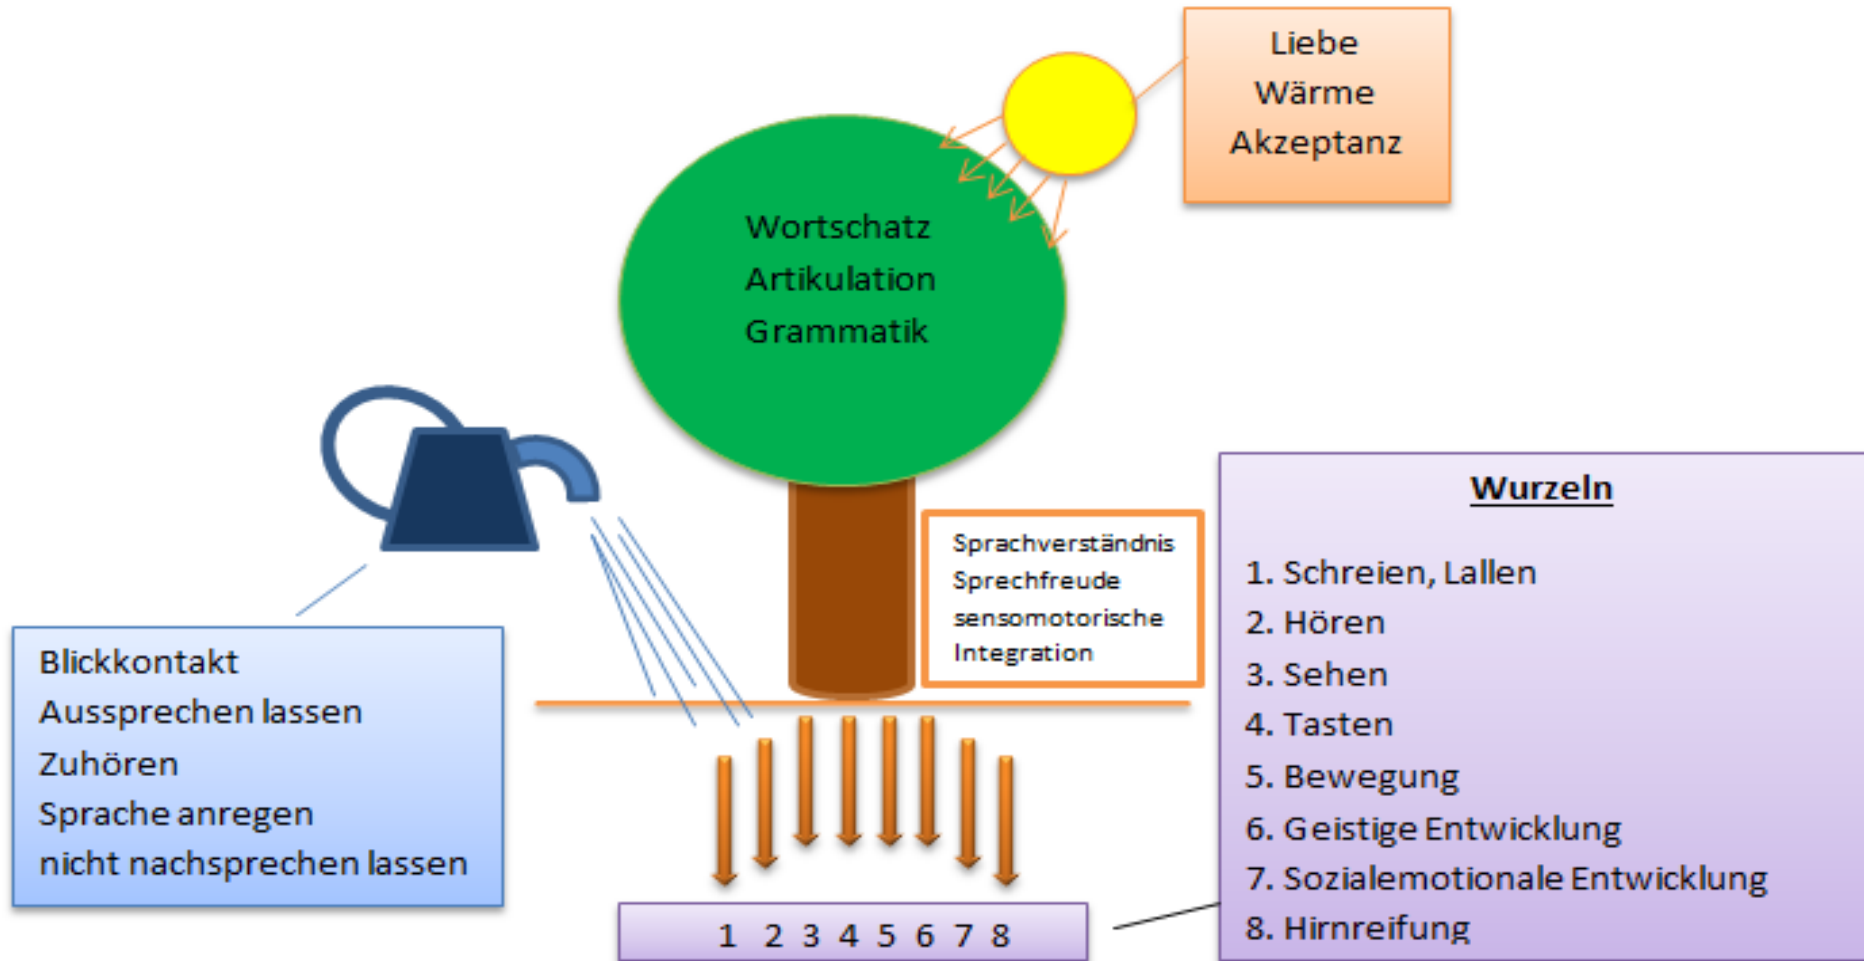 Liebe
Wärme
Akzeptanz
Wortschatz
Artikulation
Grammatik
Sprachverständnis
Sprechfreude
sensomotorische
Integration
Blickkontakt
Aussprechen lassen
Zuhören
Sprache anregen
nicht nachsprechen lassen
Wurzeln
1. Schreien, Lallen
2. Hören
3. Sehen
4. Tasten
5. Bewegung
6. Geistige Entwicklung
7. Sozialemotionale Entwicklung
8. Hirnreifung
1 2 3 4 5 6 7 8